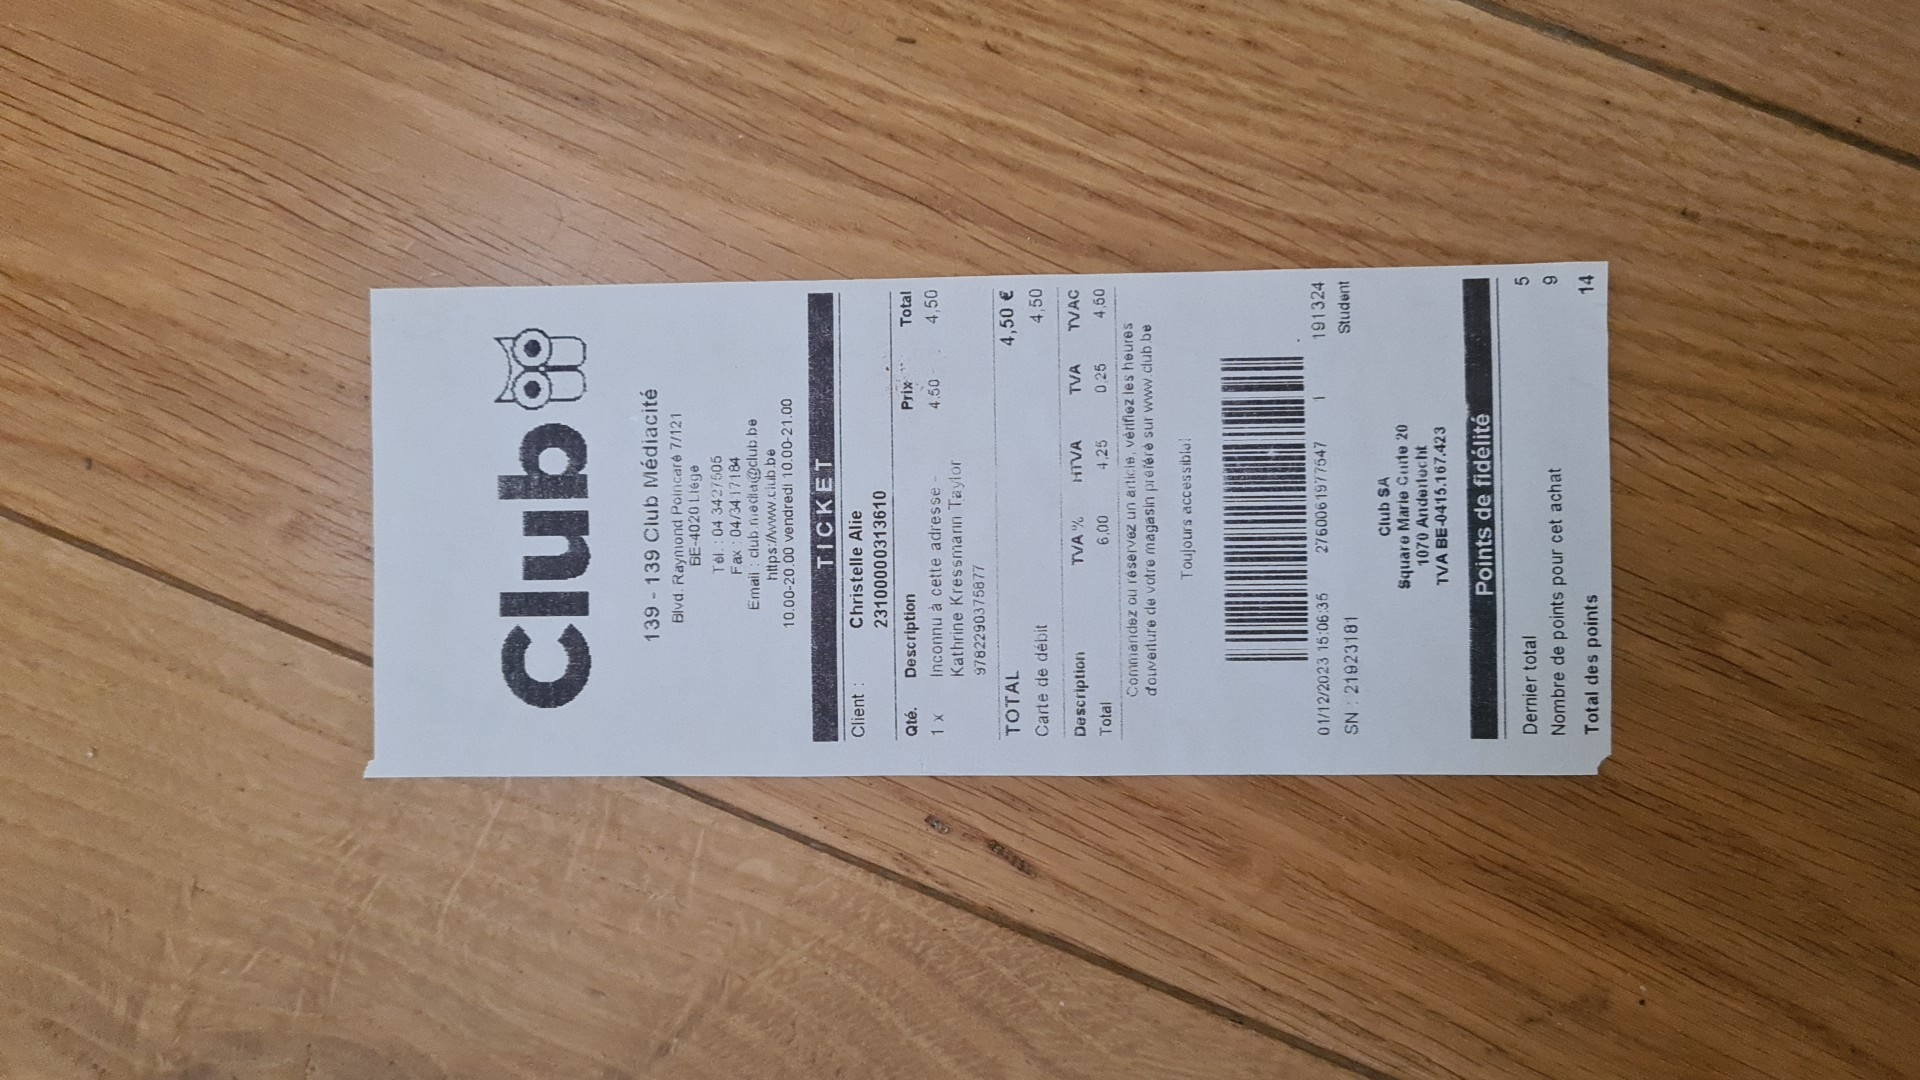 Club
139 - 139 Club Médiacité
Blvd. Raymond Poincaré 7/121
BE-4020 Liège
Tél. : 04 3427505
Fax : 04/3417184
Email : club.media@club.be
https://www.club.be
10.00-20.00 vendredi 10.00-21.00
TICKET
Client : Christelle Alie
2310000313610
Qté. Description Prix Total
1 x Inconnu à cette adresse - 4.50 4,50
Kathrine Kressmann Taylor
9782290375877
TOTAL 4,50 €
Carte de débit 4,50
Description TVA % HTVA TVA TVAC
Total 6,00 4,25 0.25 4,50
Commandez ou réservez un article, vérifiez les heures
d'ouverture de votre magasin préféré sur www.club.be
Toujours accessible!
01/12/2023 15:06:35 2760061977547 1 191324
SN : 21923181 Student
Club SA
Square Marie Curie 20
1070 Anderlecht
TVA BE-0415.167.423
Points de fidélité
Dernier total 5
Nombre de points pour cet achat 9
Total des points 14